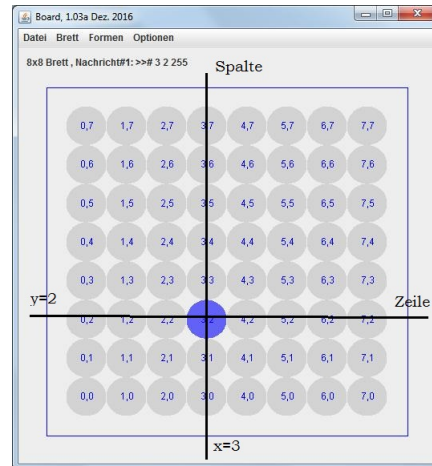 Board, 1.03a Dez. 2016
Datei Brett Formen Optionen
8x8 Brett , Nachricht#1: >># 3 2 255
Spalte
0,7 1,7 2,7 3,7 4,7 5,7 6,7 7,7
0,6 1,6 2,6 3,6 4,6 5,6 6,6 7,6
0,5 1,5 2,5 3,5 4,5 5,5 6,5 7,5
0,4 1,4 2,4 3,4 4,4 5,4 6,4 7,4
0,3 1,3 2,3 3,3 4,3 5,3 6,3 7,3
y=2 Zeile
0,2 1,2 2,2 3,2 4,2 5,2 6,2 7,2
0,1 1,1 2,1 3,1 4,1 5,1 6,1 7,1
0,0 1,0 2,0 3,0 4,0 5,0 6,0 7,0
x=3